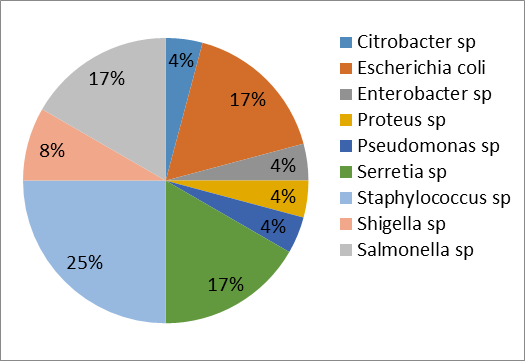 4%
17%
4%
4%
4%
17%
25%
8%
17%
Citrobacter sp
Escherichia coli
Enterobacter sp
Proteus sp
Pseudomonas sp
Serretia sp
Staphylococcus sp
Shigella sp
Salmonella sp